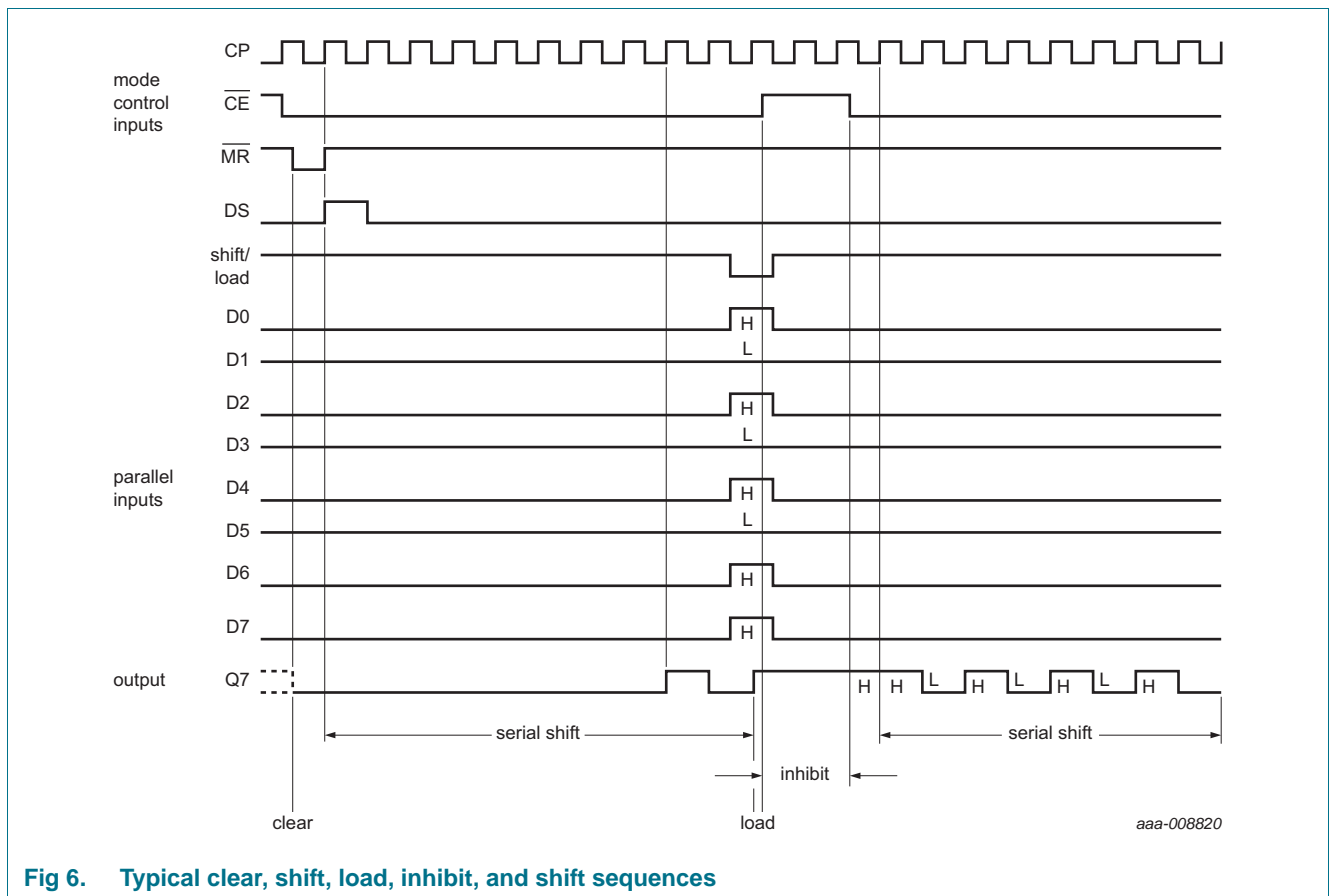 CP
mode
control
inputs
CE
MR
DS
shift/
load
D0
H
D1
L
D2
H
D3
L
parallel
inputs
D4
H
D5
L
D6
H
D7
H
output
Q7
H H L H L H L H
serial shift
serial shift
inhibit
clear
load
aaa-008820
Fig 6. Typical clear, shift, load, inhibit, and shift sequences